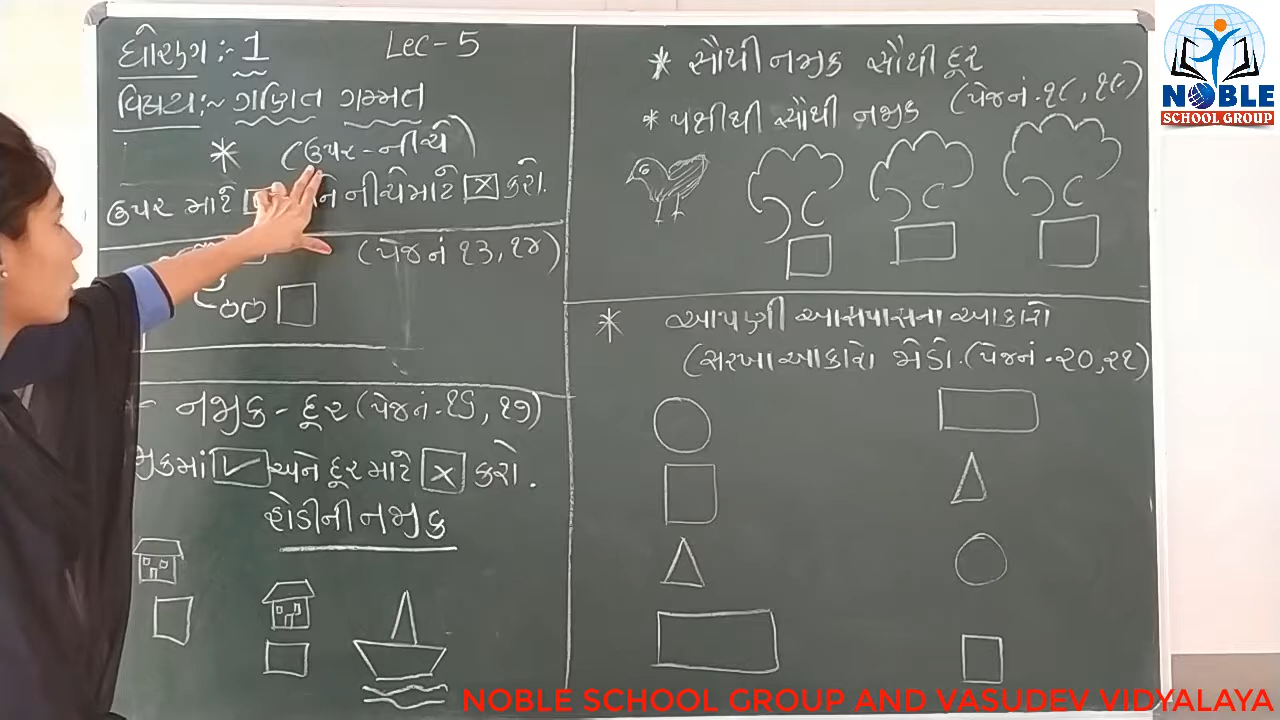 ધોરણ :- 1
Lec - 5
વિષય :- ગણિત ગમ્મત
* (ઉપર - નીચે)
ઉપર માટે નીચે માટે ☒ કરો.
(પેજ નં ૧૩, ૧૪)
નજીક - દૂર (પેજ નં. ૧૬, ૧૭)
☑ અને દૂર માટે ☒ કરો.
હોડીની નજીક
* સૌથી નજીક સૌથી દૂર
(પેજ નં. ૧૮, ૧૯)
* પક્ષીથી સૌથી નજીક
* આપણી આસપાસના આકારો
(સરખા આકારો જોડો. (પેજ નં. ૨૦, ૨૧)
NOBLE
SCHOOL GROUP
NOBLE SCHOOL GROUP AND VASUDEV VIDYALAYA